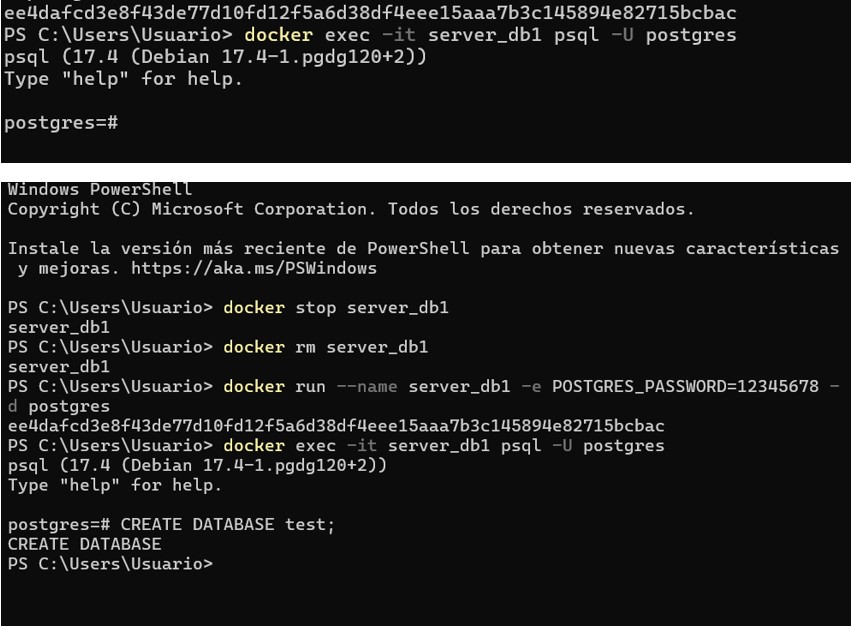 ee4dafcd3e8f43de77d10fd12f5a6d38df4eee15aaa7b3c145894e82715bcbac
PS C:\Users\Usuario> docker exec -it server_db1 psql -U postgres
psql (17.4 (Debian 17.4-1.pgdg120+2))
Type "help" for help.
postgres=#
Windows PowerShell
Copyright (C) Microsoft Corporation. Todos los derechos reservados.
Instale la versión más reciente de PowerShell para obtener nuevas características
y mejoras. https://aka.ms/PSWindows
PS C:\Users\Usuario> docker stop server_db1
server_db1
PS C:\Users\Usuario> docker rm server_db1
server_db1
PS C:\Users\Usuario> docker run --name server_db1 -e POSTGRES_PASSWORD=12345678 -
d postgres
ee4dafcd3e8f43de77d10fd12f5a6d38df4eee15aaa7b3c145894e82715bcbac
PS C:\Users\Usuario> docker exec -it server_db1 psql -U postgres
psql (17.4 (Debian 17.4-1.pgdg120+2))
Type "help" for help.
postgres=# CREATE DATABASE test;
CREATE DATABASE
PS C:\Users\Usuario>